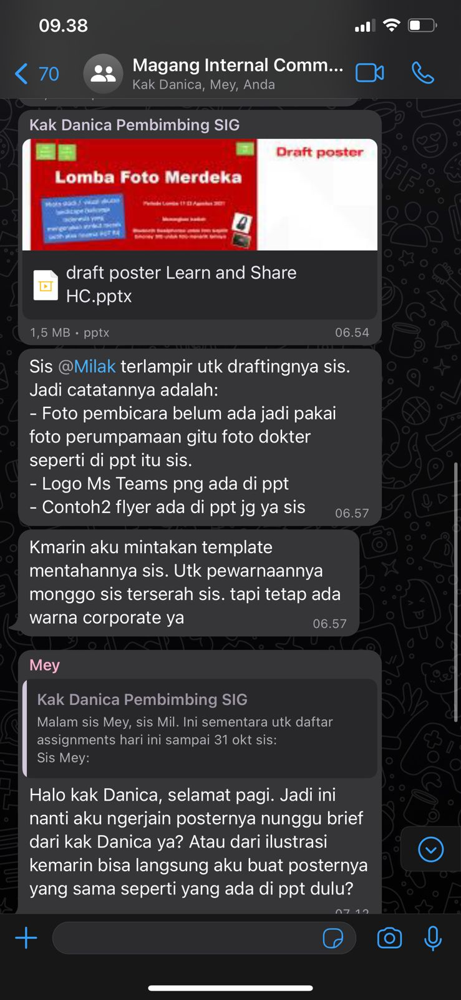 09.38
70
Magang Internal Comm...
Kak Danica, Mey, Anda
Kak Danica Pembimbing SIG
Draft poster
Lomba Foto Merdeka
Periode Lomba 17-23 Agustus 2021
draft poster Learn and Share
HC.pptx
1,5 MB • pptx
06.54
Sis @Milak terlampir utk draftingnya sis.
Jadi catatannya adalah:
- Foto pembicara belum ada jadi pakai
foto perumpamaan gitu foto dokter
seperti di ppt itu sis.
- Logo Ms Teams png ada di ppt
- Contoh2 flyer ada di ppt jg ya sis
06.57
Kmarin aku mintakan template
mentahannya sis. Utk pewarnaannya
monggo sis terserah sis. tapi tetap ada
warna corporate ya
06.57
Mey
Kak Danica Pembimbing SIG
Malam sis Mey, sis Mil. Ini sementara utk daftar
assignments hari ini sampai 31 okt sis:
Sis Mey:
Halo kak Danica, selamat pagi. Jadi ini
nanti aku ngerjain posternya nunggu brief
dari kak Danica ya? Atau dari ilustrasi
kemarin bisa langsung aku buat posternya
yang sama seperti yang ada di ppt dulu?